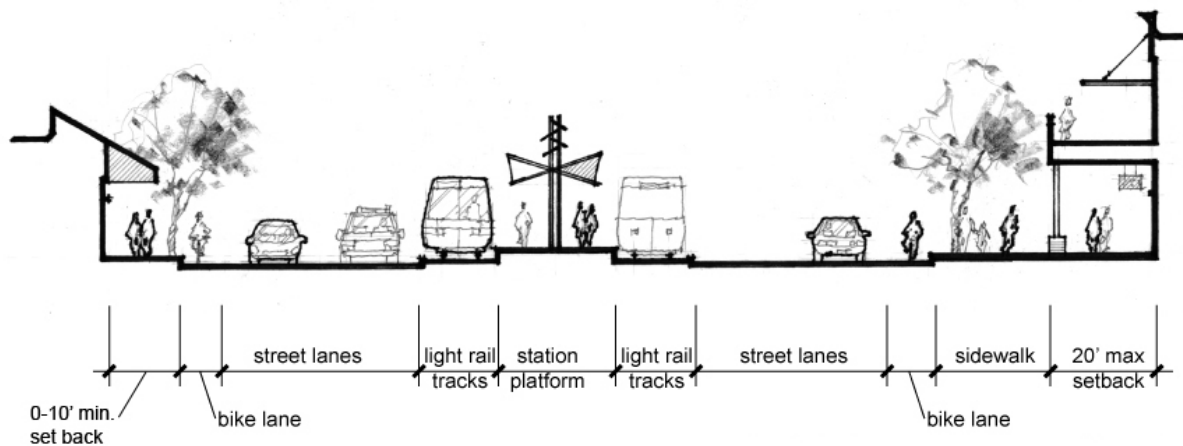 street lanes
light rail
tracks
station
platform
light rail
tracks
street lanes
sidewalk
20' max
setback
0-10' min.
set back
bike lane
bike lane